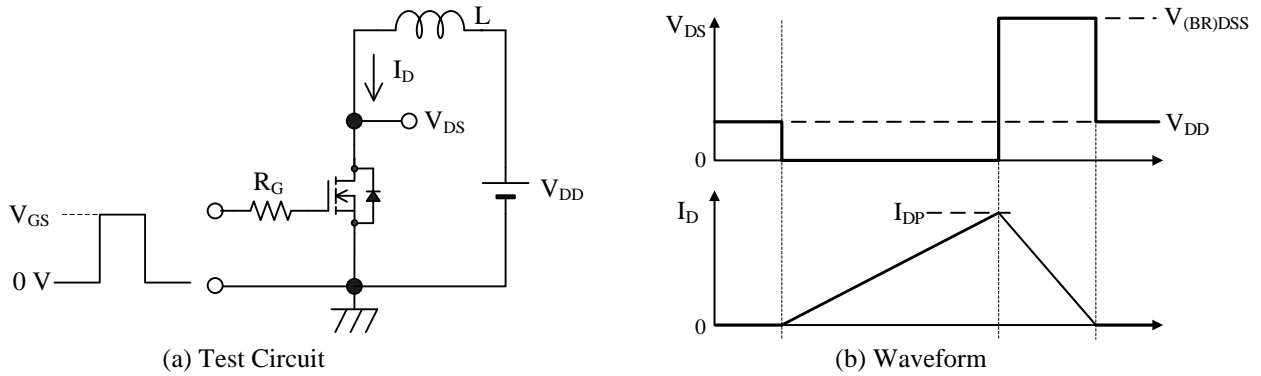 L
I_D
V_DS
R_G
V_DD
V_GS
0 V
(a) Test Circuit
V_DS
V_(BR)DSS
V_DD
0
I_D
I_DP
0
(b) Waveform